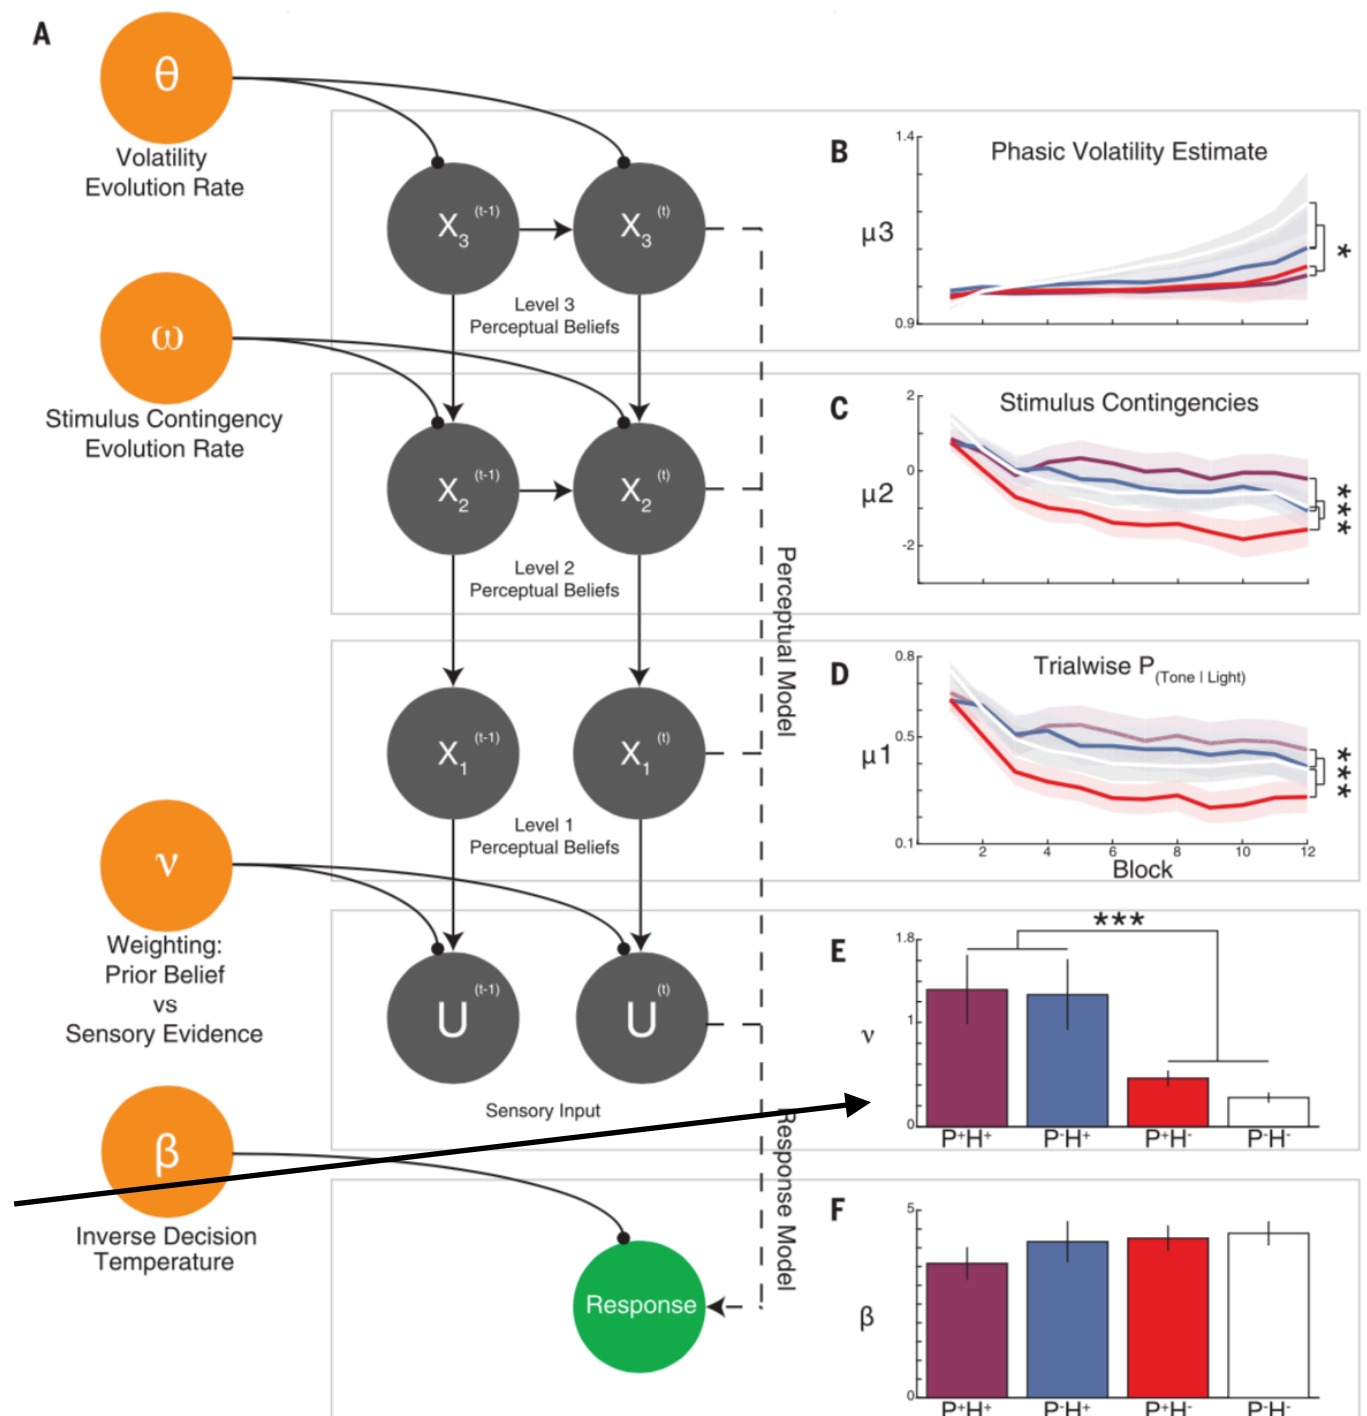 A
θ
Volatility
Evolution Rate
X3 (t-1)
X3 (t)
Level 3
Perceptual Beliefs
ω
Stimulus Contingency
Evolution Rate
X2 (t-1)
X2 (t)
Level 2
Perceptual Beliefs
X1 (t-1)
X1 (t)
Level 1
Perceptual Beliefs
ν
Weighting:
Prior Belief
vs
Sensory Evidence
U (t-1)
U (t)
Sensory Input
β
Inverse Decision
Temperature
Response
Perceptual Model
Response Model
B
Phasic Volatility Estimate
1.4
μ3
0.9
*
C
Stimulus Contingencies
2
0
μ2
-2
***
D
Trialwise P(Tone | Light)
0.8
0.5
μ1
0.1
***
2 4 6 8 10 12
Block
E
***
1.8
1
ν
0
P+H+ P-H+ P+H- P-H-
F
5
β
0
P+H+ P-H+ P+H- P-H-